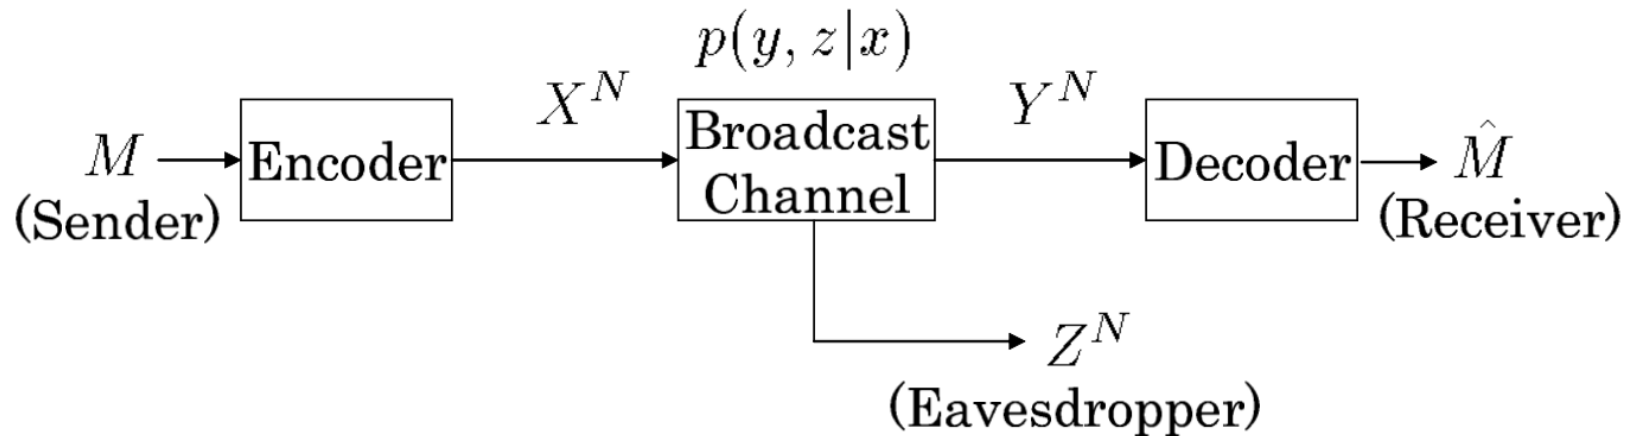 p(y, z|x)
X^N
Y^N
M
Encoder
Broadcast
Channel
Decoder
M̂
(Sender)
(Receiver)
Z^N
(Eavesdropper)